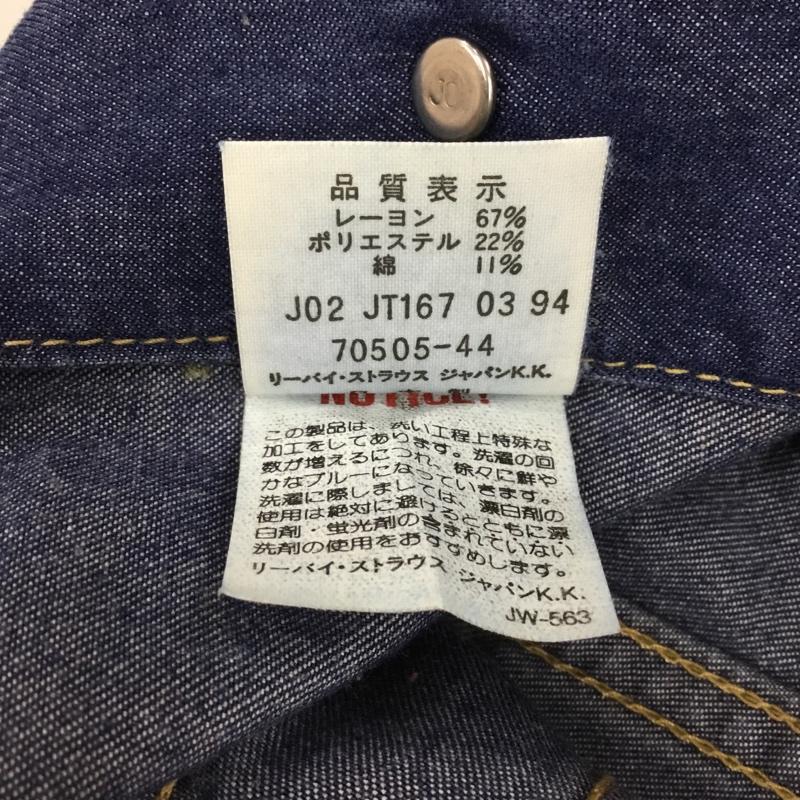 JO
品質表示
レーヨン 67%
ポリエステル 22%
綿 11%
J02 JT167 03 94
70505-44
リーバイ・ストラウス ジャパンK.K.
NOTICE!
この製品は、洗い工程上特殊な
加工をしてあります。洗濯の回
数が増えるにつれ、徐々に鮮や
かなブルーになっていきます。
洗濯に際しましては、漂白剤の
使用は絶対に避けるとともに漂
白剤・蛍光剤の含まれていない
洗剤の使用をおすすめします。
リーバイ・ストラウス ジャパンK.K.
JW-563